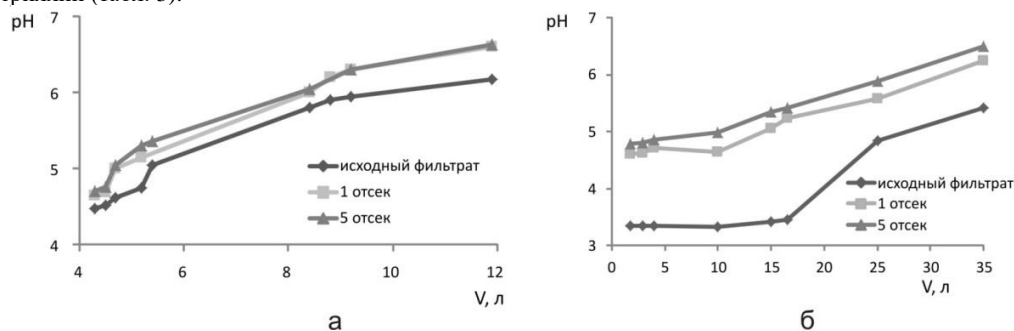 pH
7
6
5
4
4 6 8 10 12
V, л
исходный фильтрат
1 отсек
5 отсек
а
pH
7
6
5
4
3
0 5 10 15 20 25 30 35
V, л
исходный фильтрат
1 отсек
5 отсек
б